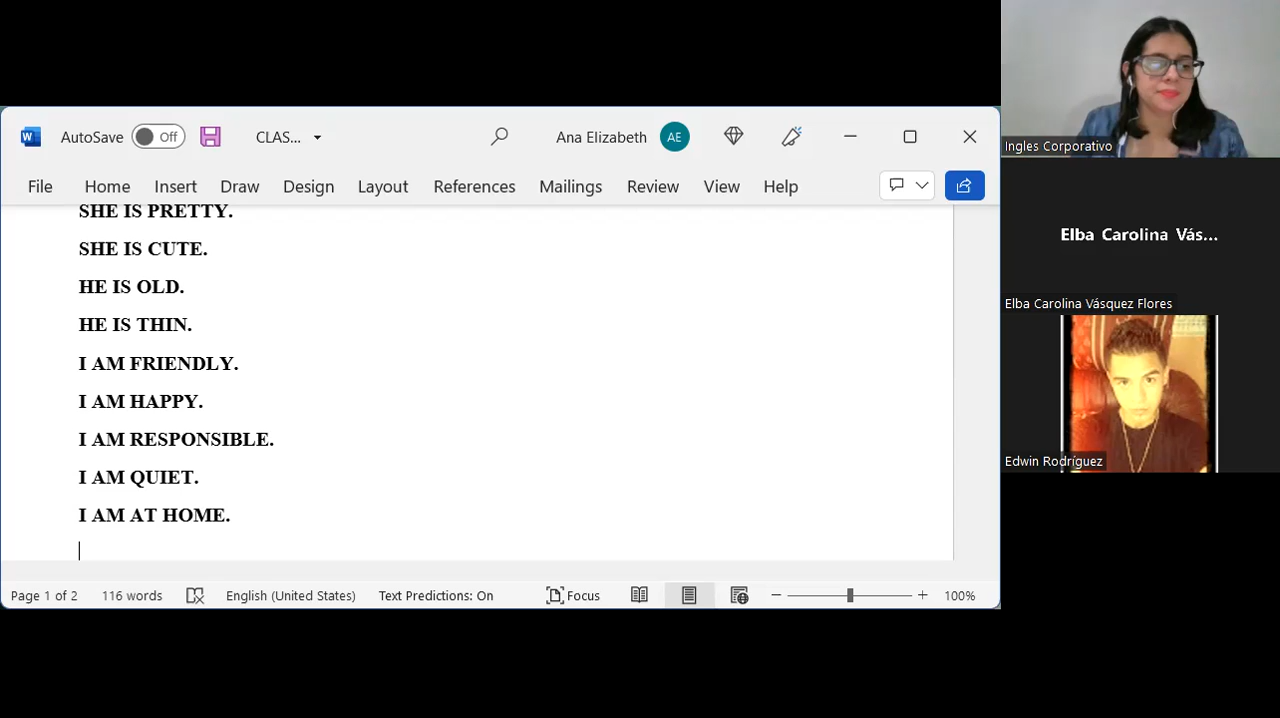 AutoSave Off CLAS... Ana Elizabeth AE
File Home Insert Draw Design Layout References Mailings Review View Help
SHE IS PRETTY.
SHE IS CUTE.
HE IS OLD.
HE IS THIN.
I AM FRIENDLY.
I AM HAPPY.
I AM RESPONSIBLE.
I AM QUIET.
I AM AT HOME.
Page 1 of 2 116 words English (United States) Text Predictions: On Focus 100%
Ingles Corporativo
Elba Carolina Vás...
Elba Carolina Vásquez Flores
Edwin Rodríguez